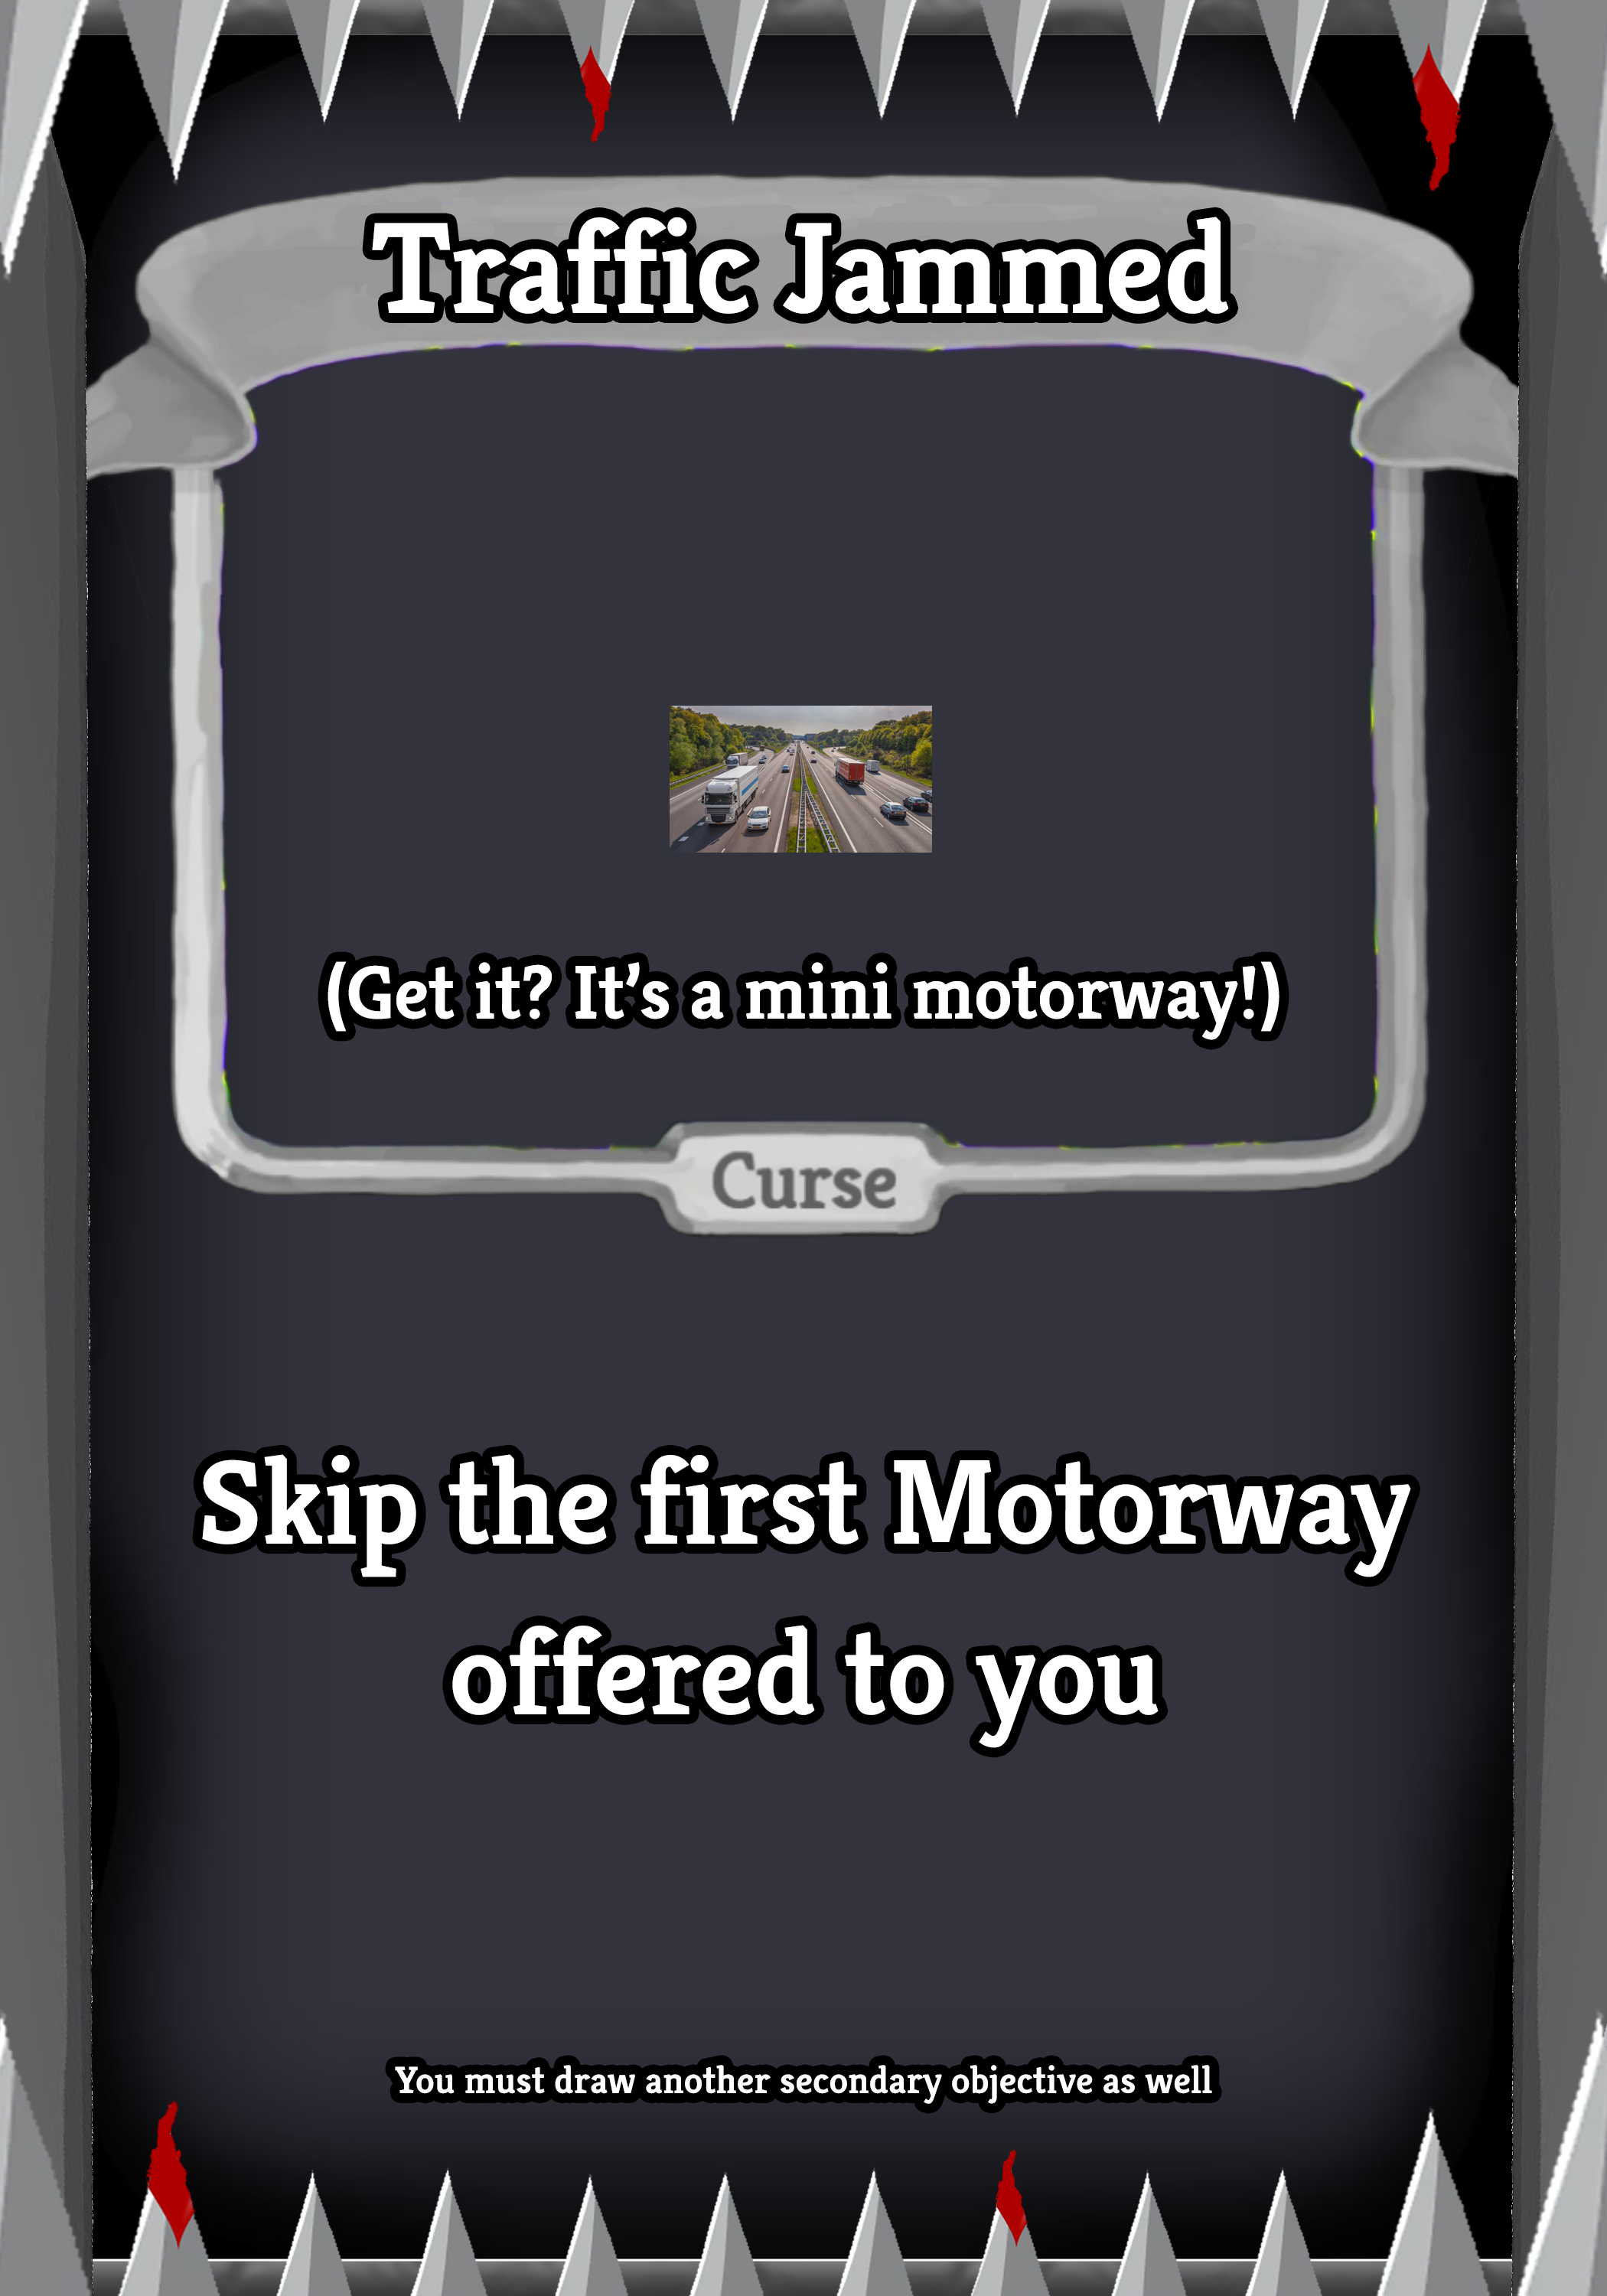 Traffic Jammed
(Get it? It’s a mini motorway!)
Curse
Skip the first Motorway
offered to you
You must draw another secondary objective as well